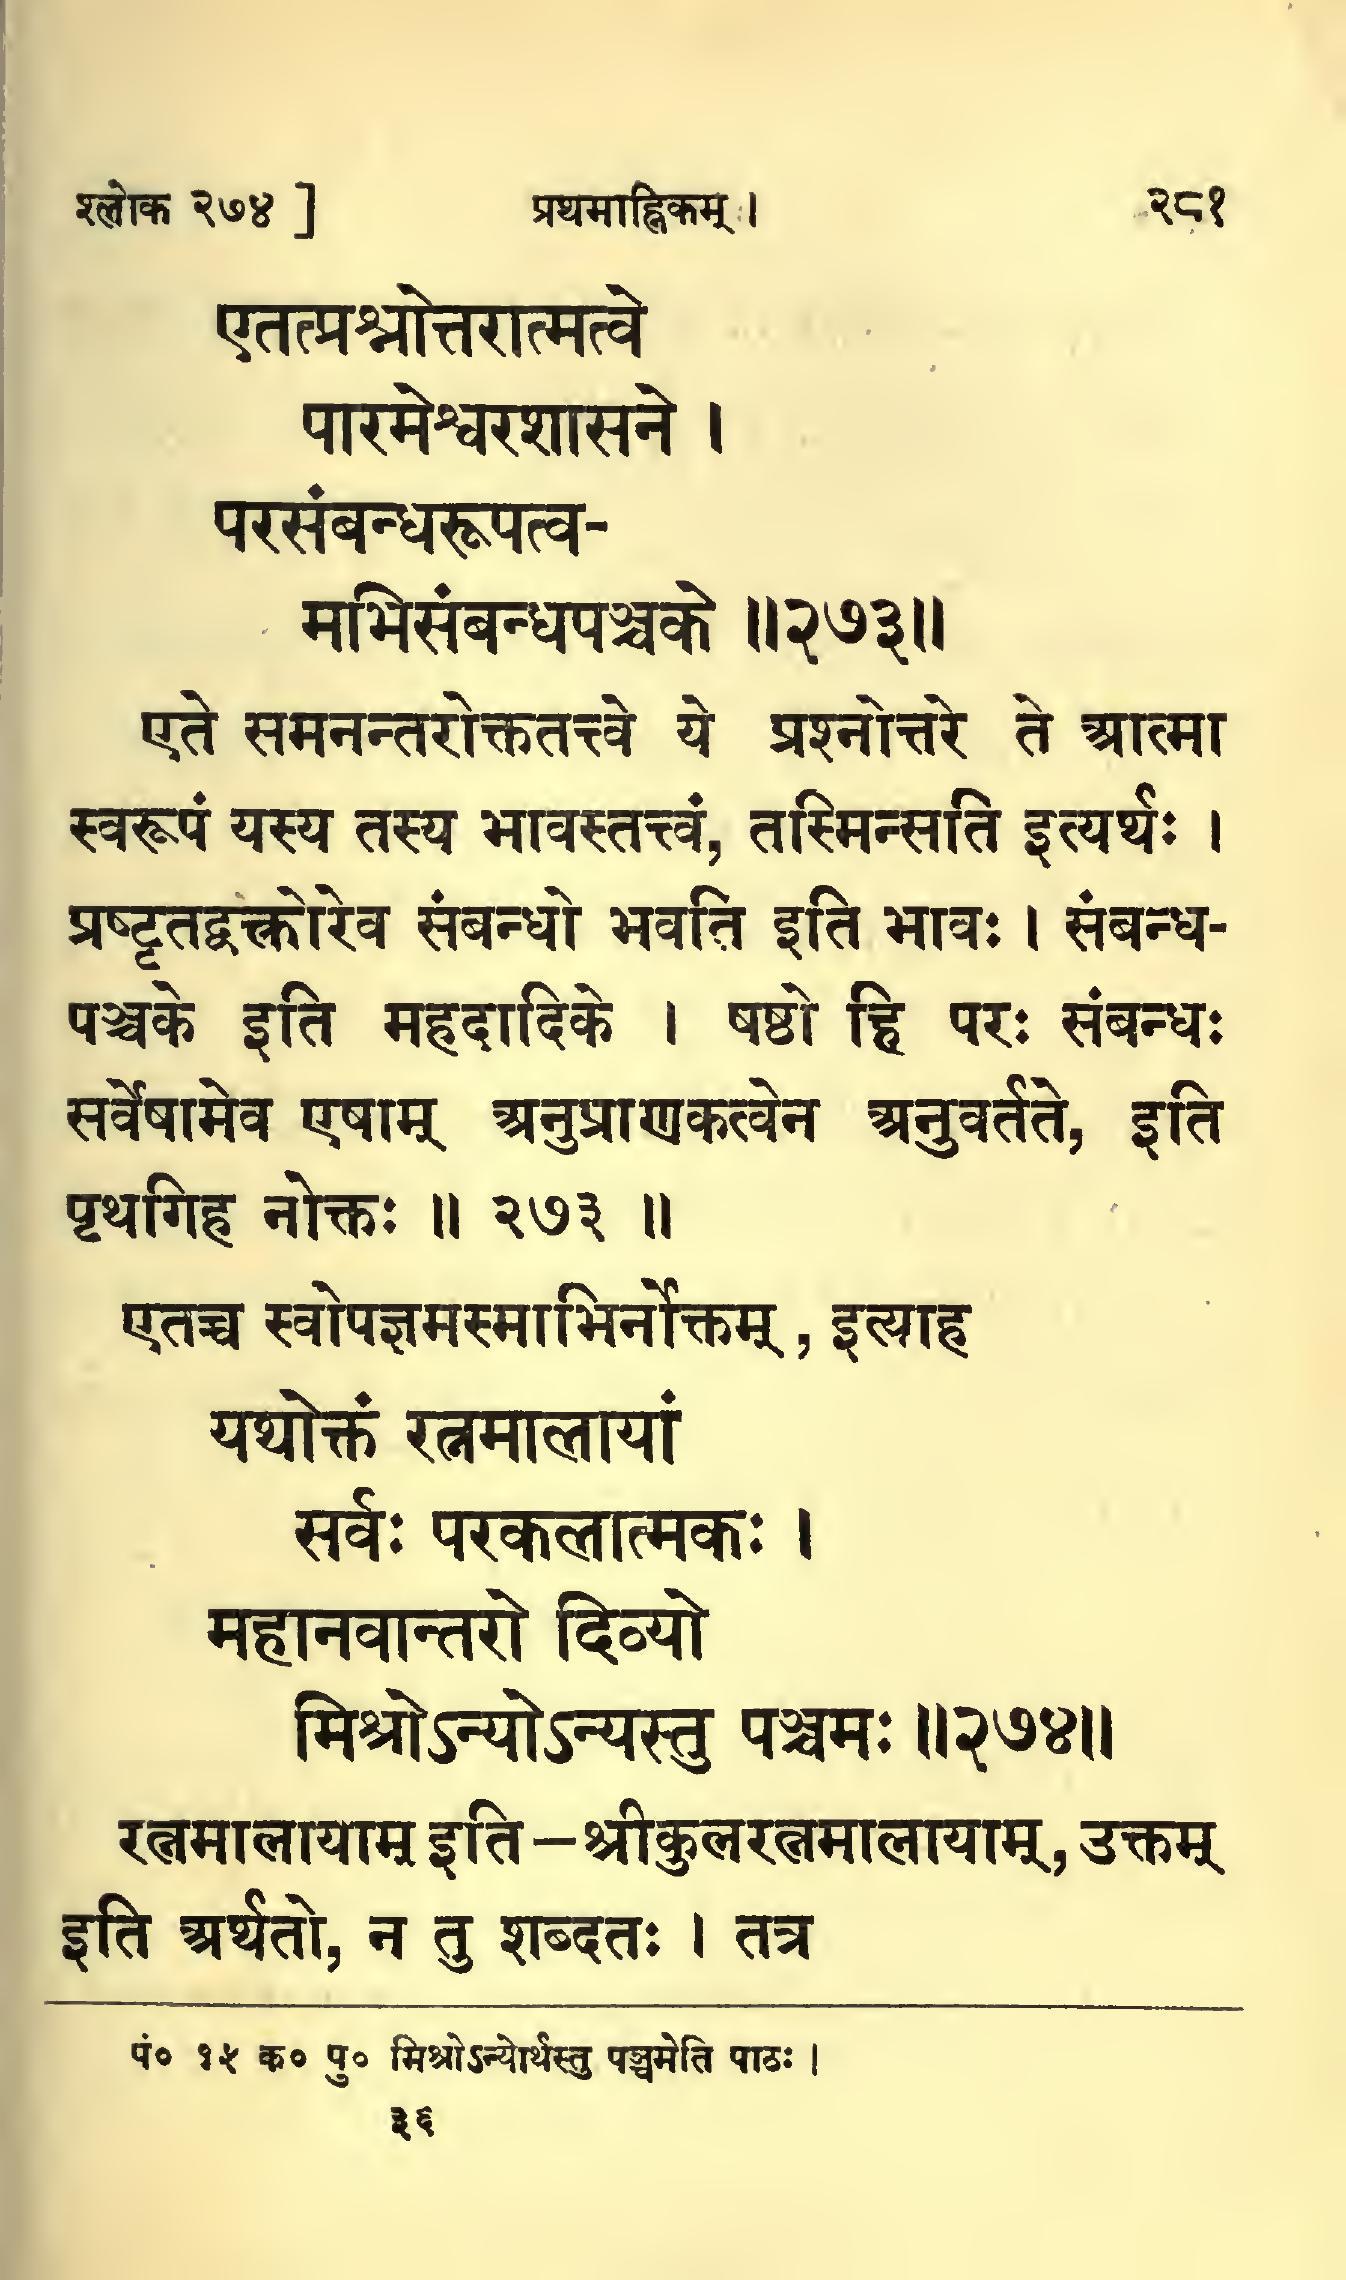 श्लोक २७४ ] प्रथमाह्निकम् । २८१
एतत्प्रश्नोत्तरात्मत्वे
पारमेश्वरशासने ।
परसंबन्धरूपत्व-
मभिसंबन्धपञ्चके ॥२७३॥
एते समनन्तरोक्ततत्त्वे ये प्रश्नोत्तरे ते आत्मा
स्वरूपं यस्य तस्य भावस्तत्त्वं, तस्मिन्सति इत्यर्थः ।
प्रष्टृतद्वक्त्रोरेव संबन्धो भवति इति भावः । संबन्ध-
पञ्चके इति महदादिके । षष्ठो हि परः संबन्धः
सर्वेषामेव एषाम् अनुप्राणकत्वेन अनुवर्तते, इति
पृथगिह नोक्तः ॥ २७३ ॥
एतच्च स्वोपज्ञमस्माभिर्नोक्तम् , इत्याह
यथोक्तं रत्नमालायां
सर्वः परकलात्मकः ।
महानवान्तरो दिव्यो
मिश्रोऽन्योऽन्यस्तु पञ्चमः ॥२७४॥
रत्नमालायाम् इति—श्रीकुलरत्नमालायाम्, उक्तम्
इति अर्थतो, न तु शब्दतः । तत्र
पं० १५ क० पु० मिश्रोऽन्योर्थस्तु पञ्चमेति पाठः ।
३६